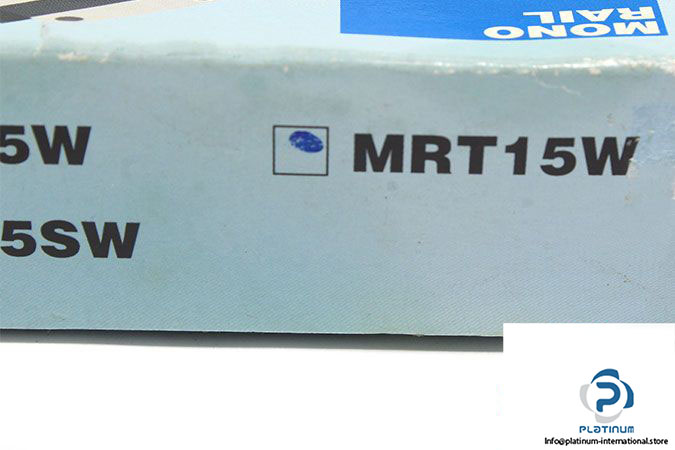 MONO
RAIL
5W
MRT15W
5SW
PLATINUM
Info@platinum-international.store